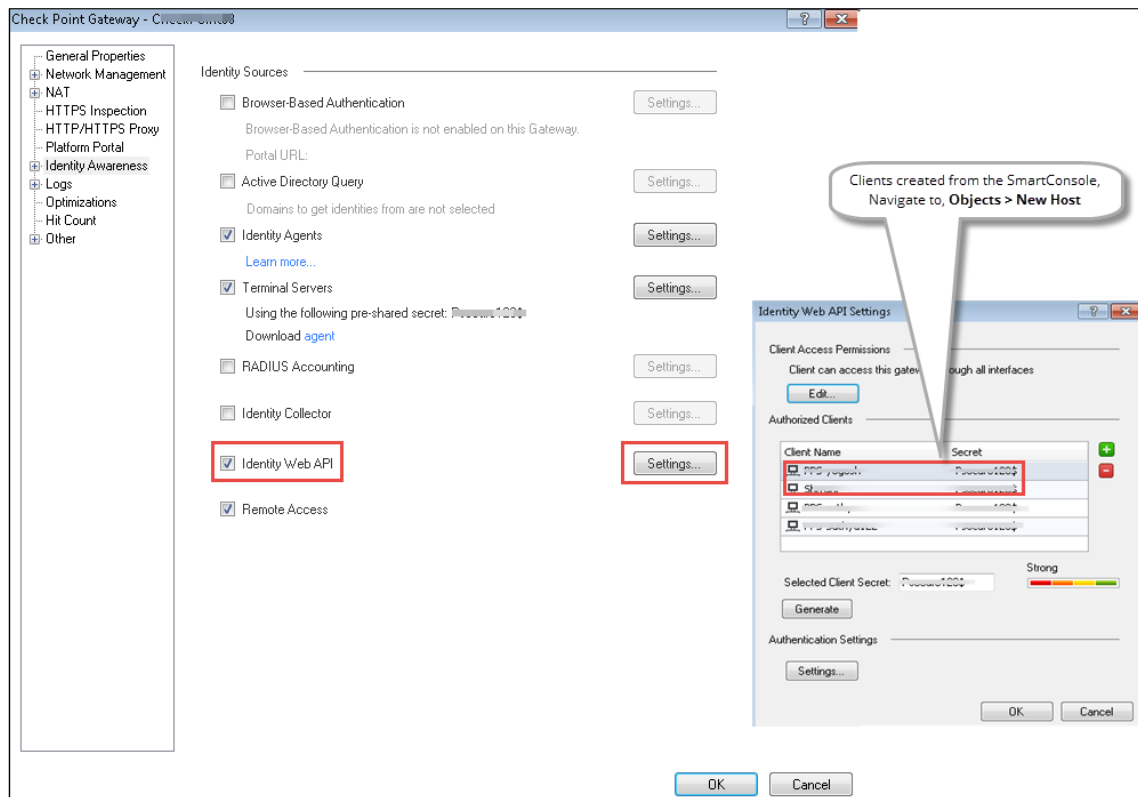 Check Point Gateway -
General Properties
Network Management
NAT
HTTPS Inspection
HTTP/HTTPS Proxy
Platform Portal
Identity Awareness
Logs
Optimizations
Hit Count
Other
Identity Sources
Browser-Based Authentication
Settings...
Browser-Based Authentication is not enabled on this Gateway.
Portal URL:
Active Directory Query
Settings...
Domains to get identities from are not selected
Identity Agents
Settings...
Learn more...
Terminal Servers
Settings...
Using the following pre-shared secret:
Download agent
RADIUS Accounting
Settings...
Identity Collector
Settings...
Identity Web API
Settings...
Remote Access
OK
Cancel
Clients created from the SmartConsole,
Navigate to, Objects > New Host
Identity Web API Settings
Client Access Permissions
Client can access this through all interfaces
Edit...
Authorized Clients
Client Name
Secret
Selected Client Secret:
Strong
Generate
Authentication Settings
Settings...
OK
Cancel